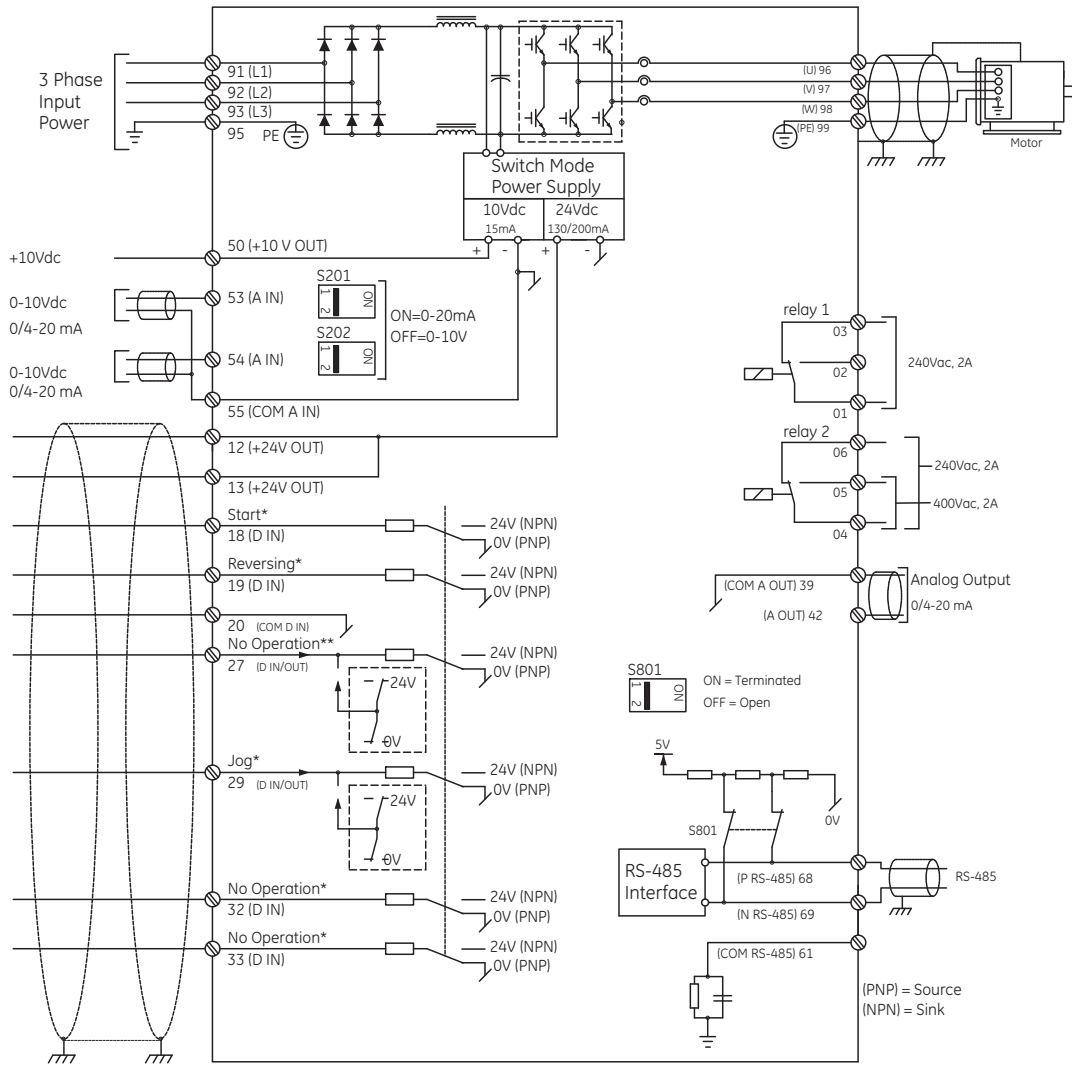 3 Phase
Input
Power
91 (L1)
92 (L2)
93 (L3)
95 PE
(U) 96
(V) 97
(W) 98
(PE) 99
Motor
Switch Mode
Power Supply
10Vdc
15mA
24Vdc
130/200mA
+ - + -
+10Vdc
50 (+10 V OUT)
0-10Vdc
0/4-20 mA
53 (A IN)
S201
1 2 ON
ON=0-20mA
OFF=0-10V
S202
1 2 ON
0-10Vdc
0/4-20 mA
54 (A IN)
55 (COM A IN)
12 (+24V OUT)
13 (+24V OUT)
Start*
18 (D IN)
24V (NPN)
0V (PNP)
Reversing*
19 (D IN)
24V (NPN)
0V (PNP)
20 (COM D IN)
No Operation**
27 (D IN/OUT)
24V (NPN)
0V (PNP)
24V
0V
Jog*
29 (D IN/OUT)
24V (NPN)
0V (PNP)
24V
0V
No Operation*
32 (D IN)
24V (NPN)
0V (PNP)
No Operation*
33 (D IN)
24V (NPN)
0V (PNP)
relay 1
03
02
01
240Vac, 2A
relay 2
06
05
04
240Vac, 2A
400Vac, 2A
(COM A OUT) 39
(A OUT) 42
Analog Output
0/4-20 mA
S801
1 2 ON
ON = Terminated
OFF = Open
5V
0V
S801
RS-485
Interface
(P RS-485) 68
(N RS-485) 69
RS-485
(COM RS-485) 61
(PNP) = Source
(NPN) = Sink